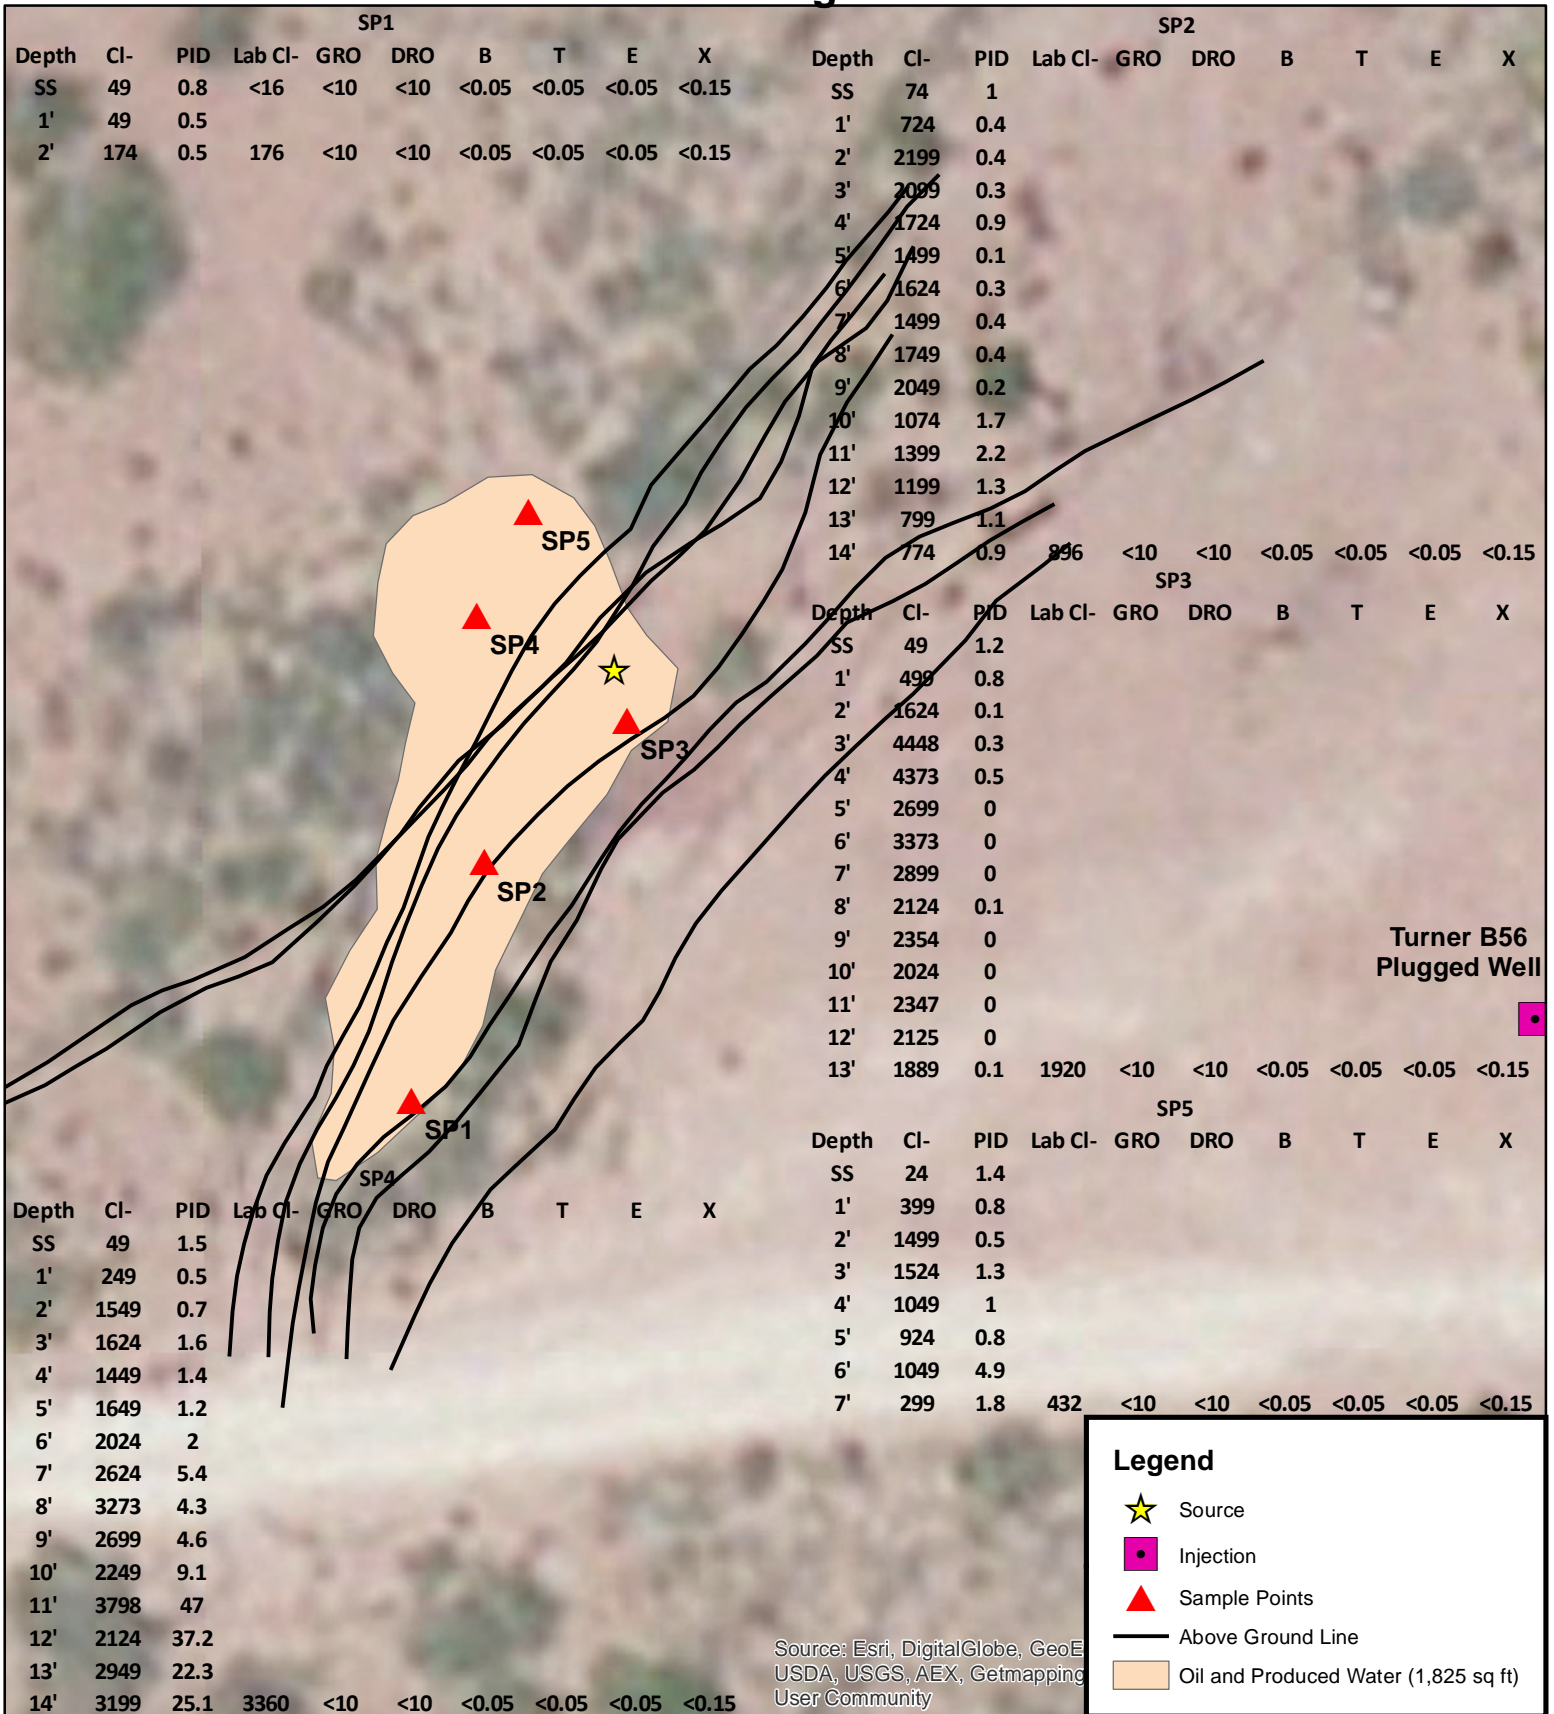 SP1
Depth Cl- PID Lab Cl- GRO DRO B T E X
SS 49 0.8 <16 <10 <10 <0.05 <0.05 <0.05 <0.15
1' 49 0.5
2' 174 0.5 176 <10 <10 <0.05 <0.05 <0.05 <0.15
SP2
Depth Cl- PID Lab Cl- GRO DRO B T E X
SS 74 1
1' 724 0.4
2' 2199 0.4
3' 2099 0.3
4' 1724 0.9
5' 1499 0.1
6' 1624 0.3
7' 1499 0.4
8' 1749 0.4
9' 2049 0.2
10' 1074 1.7
11' 1399 2.2
12' 1199 1.3
13' 799 1.1
14' 774 0.9 896 <10 <10 <0.05 <0.05 <0.05 <0.15
SP3
Depth Cl- PID Lab Cl- GRO DRO B T E X
SS 49 1.2
1' 499 0.8
2' 1624 0.1
3' 4448 0.3
4' 4373 0.5
5' 2699 0
6' 3373 0
7' 2899 0
8' 2124 0.1
9' 2354 0
10' 2024 0
11' 2347 0
12' 2125 0
13' 1889 0.1 1920 <10 <10 <0.05 <0.05 <0.05 <0.15
SP5
SP4
SP3
SP2
SP1
Turner B56
Plugged Well
SP5
Depth Cl- PID Lab Cl- GRO DRO B T E X
SS 24 1.4
1' 399 0.8
2' 1499 0.5
3' 1524 1.3
4' 1049 1
5' 924 0.8
6' 1049 4.9
7' 299 1.8 432 <10 <10 <0.05 <0.05 <0.05 <0.15
SP4
Depth Cl- PID Lab Cl- GRO DRO B T E X
SS 49 1.5
1' 249 0.5
2' 1549 0.7
3' 1624 1.6
4' 1449 1.4
5' 1649 1.2
6' 2024 2
7' 2624 5.4
8' 3273 4.3
9' 2699 4.6
10' 2249 9.1
11' 3798 47
12' 2124 37.2
13' 2949 22.3
14' 3199 25.1 3360 <10 <10 <0.05 <0.05 <0.05 <0.15
Legend
Source
Injection
Sample Points
Above Ground Line
Oil and Produced Water (1,825 sq ft)
Source: Esri, DigitalGlobe, GeoE
USDA, USGS, AEX, Getmapping
User Community